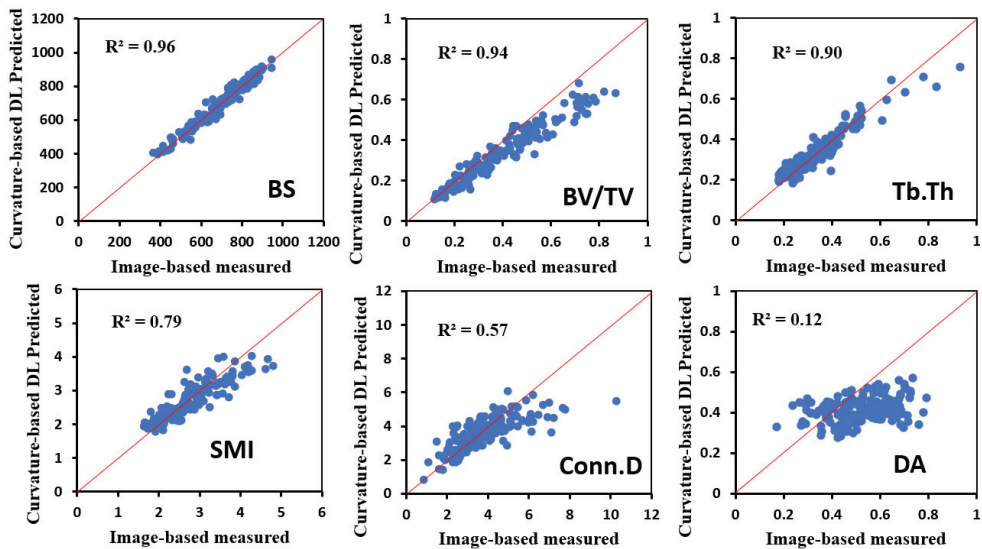 Curvature-based DL Predicted
1200
1000
800
600
400
200
0
R² = 0.96
BS
0 200 400 600 800 1000 1200
Image-based measured
Curvature-based DL Predicted
1
0.8
0.6
0.4
0.2
0
R² = 0.94
BV/TV
0 0.2 0.4 0.6 0.8 1
Image-based measured
Curvature-based DL Predicted
1
0.8
0.6
0.4
0.2
0
R² = 0.90
Tb.Th
0 0.2 0.4 0.6 0.8 1
Image-based measured
Curvature-based DL Predicted
6
5
4
3
2
1
0
R² = 0.79
SMI
0 1 2 3 4 5 6
Image-based measured
Curvature-based DL Predicted
12
10
8
6
4
2
0
R² = 0.57
Conn.D
0 2 4 6 8 10 12
Image-based measured
Curvature-based DL Predicted
1
0.8
0.6
0.4
0.2
0
R² = 0.12
DA
0 0.2 0.4 0.6 0.8 1
Image-based measured